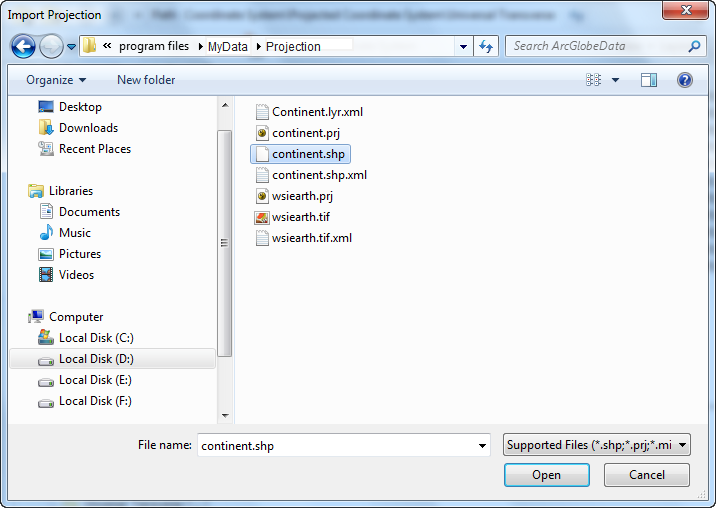 Import Projection
« program files ▸ MyData ▸ Projection
Search ArcGlobeData
Organize
New folder
Desktop
Downloads
Recent Places
Libraries
Documents
Music
Pictures
Videos
Computer
Local Disk (C:)
Local Disk (D:)
Local Disk (E:)
Local Disk (F:)
Continent.lyr.xml
continent.prj
continent.shp
continent.shp.xml
wsiearth.prj
wsiearth.tif
wsiearth.tif.xml
File name:
continent.shp
Supported Files (*.shp;*.prj;*.mi
Open
Cancel